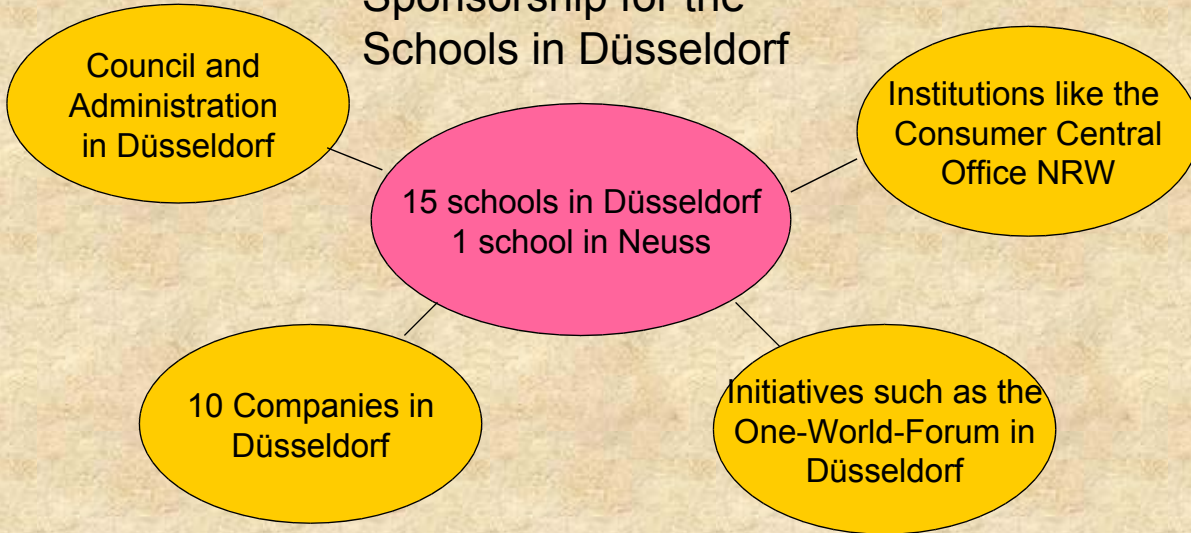 Sponsorship for the
Schools in Düsseldorf
Council and
Administration
in Düsseldorf
Institutions like the
Consumer Central
Office NRW
15 schools in Düsseldorf
1 school in Neuss
10 Companies in
Düsseldorf
Initiatives such as the
One-World-Forum in
Düsseldorf